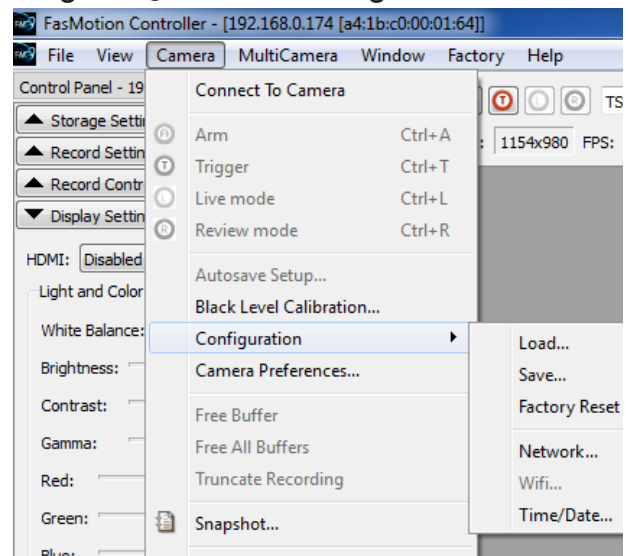 FasMotion Controller - [192.168.0.174 [a4:1b:c0:00:01:64]]
File View Camera MultiCamera Window Factory Help
Control Panel - 19
Storage Settin
Record Settin
Record Contr
Display Settin
HDMI: Disabled
Light and Color
White Balance:
Brightness:
Contrast:
Gamma:
Red:
Green:
Blue:
Connect To Camera
Arm Ctrl+A
Trigger Ctrl+T
Live mode Ctrl+L
Review mode Ctrl+R
Autosave Setup...
Black Level Calibration...
Configuration
Camera Preferences...
Free Buffer
Free All Buffers
Truncate Recording
Snapshot...
Load...
Save...
Factory Reset
Network...
Wifi...
Time/Date...
T L R TS
: 1154x980 FPS: